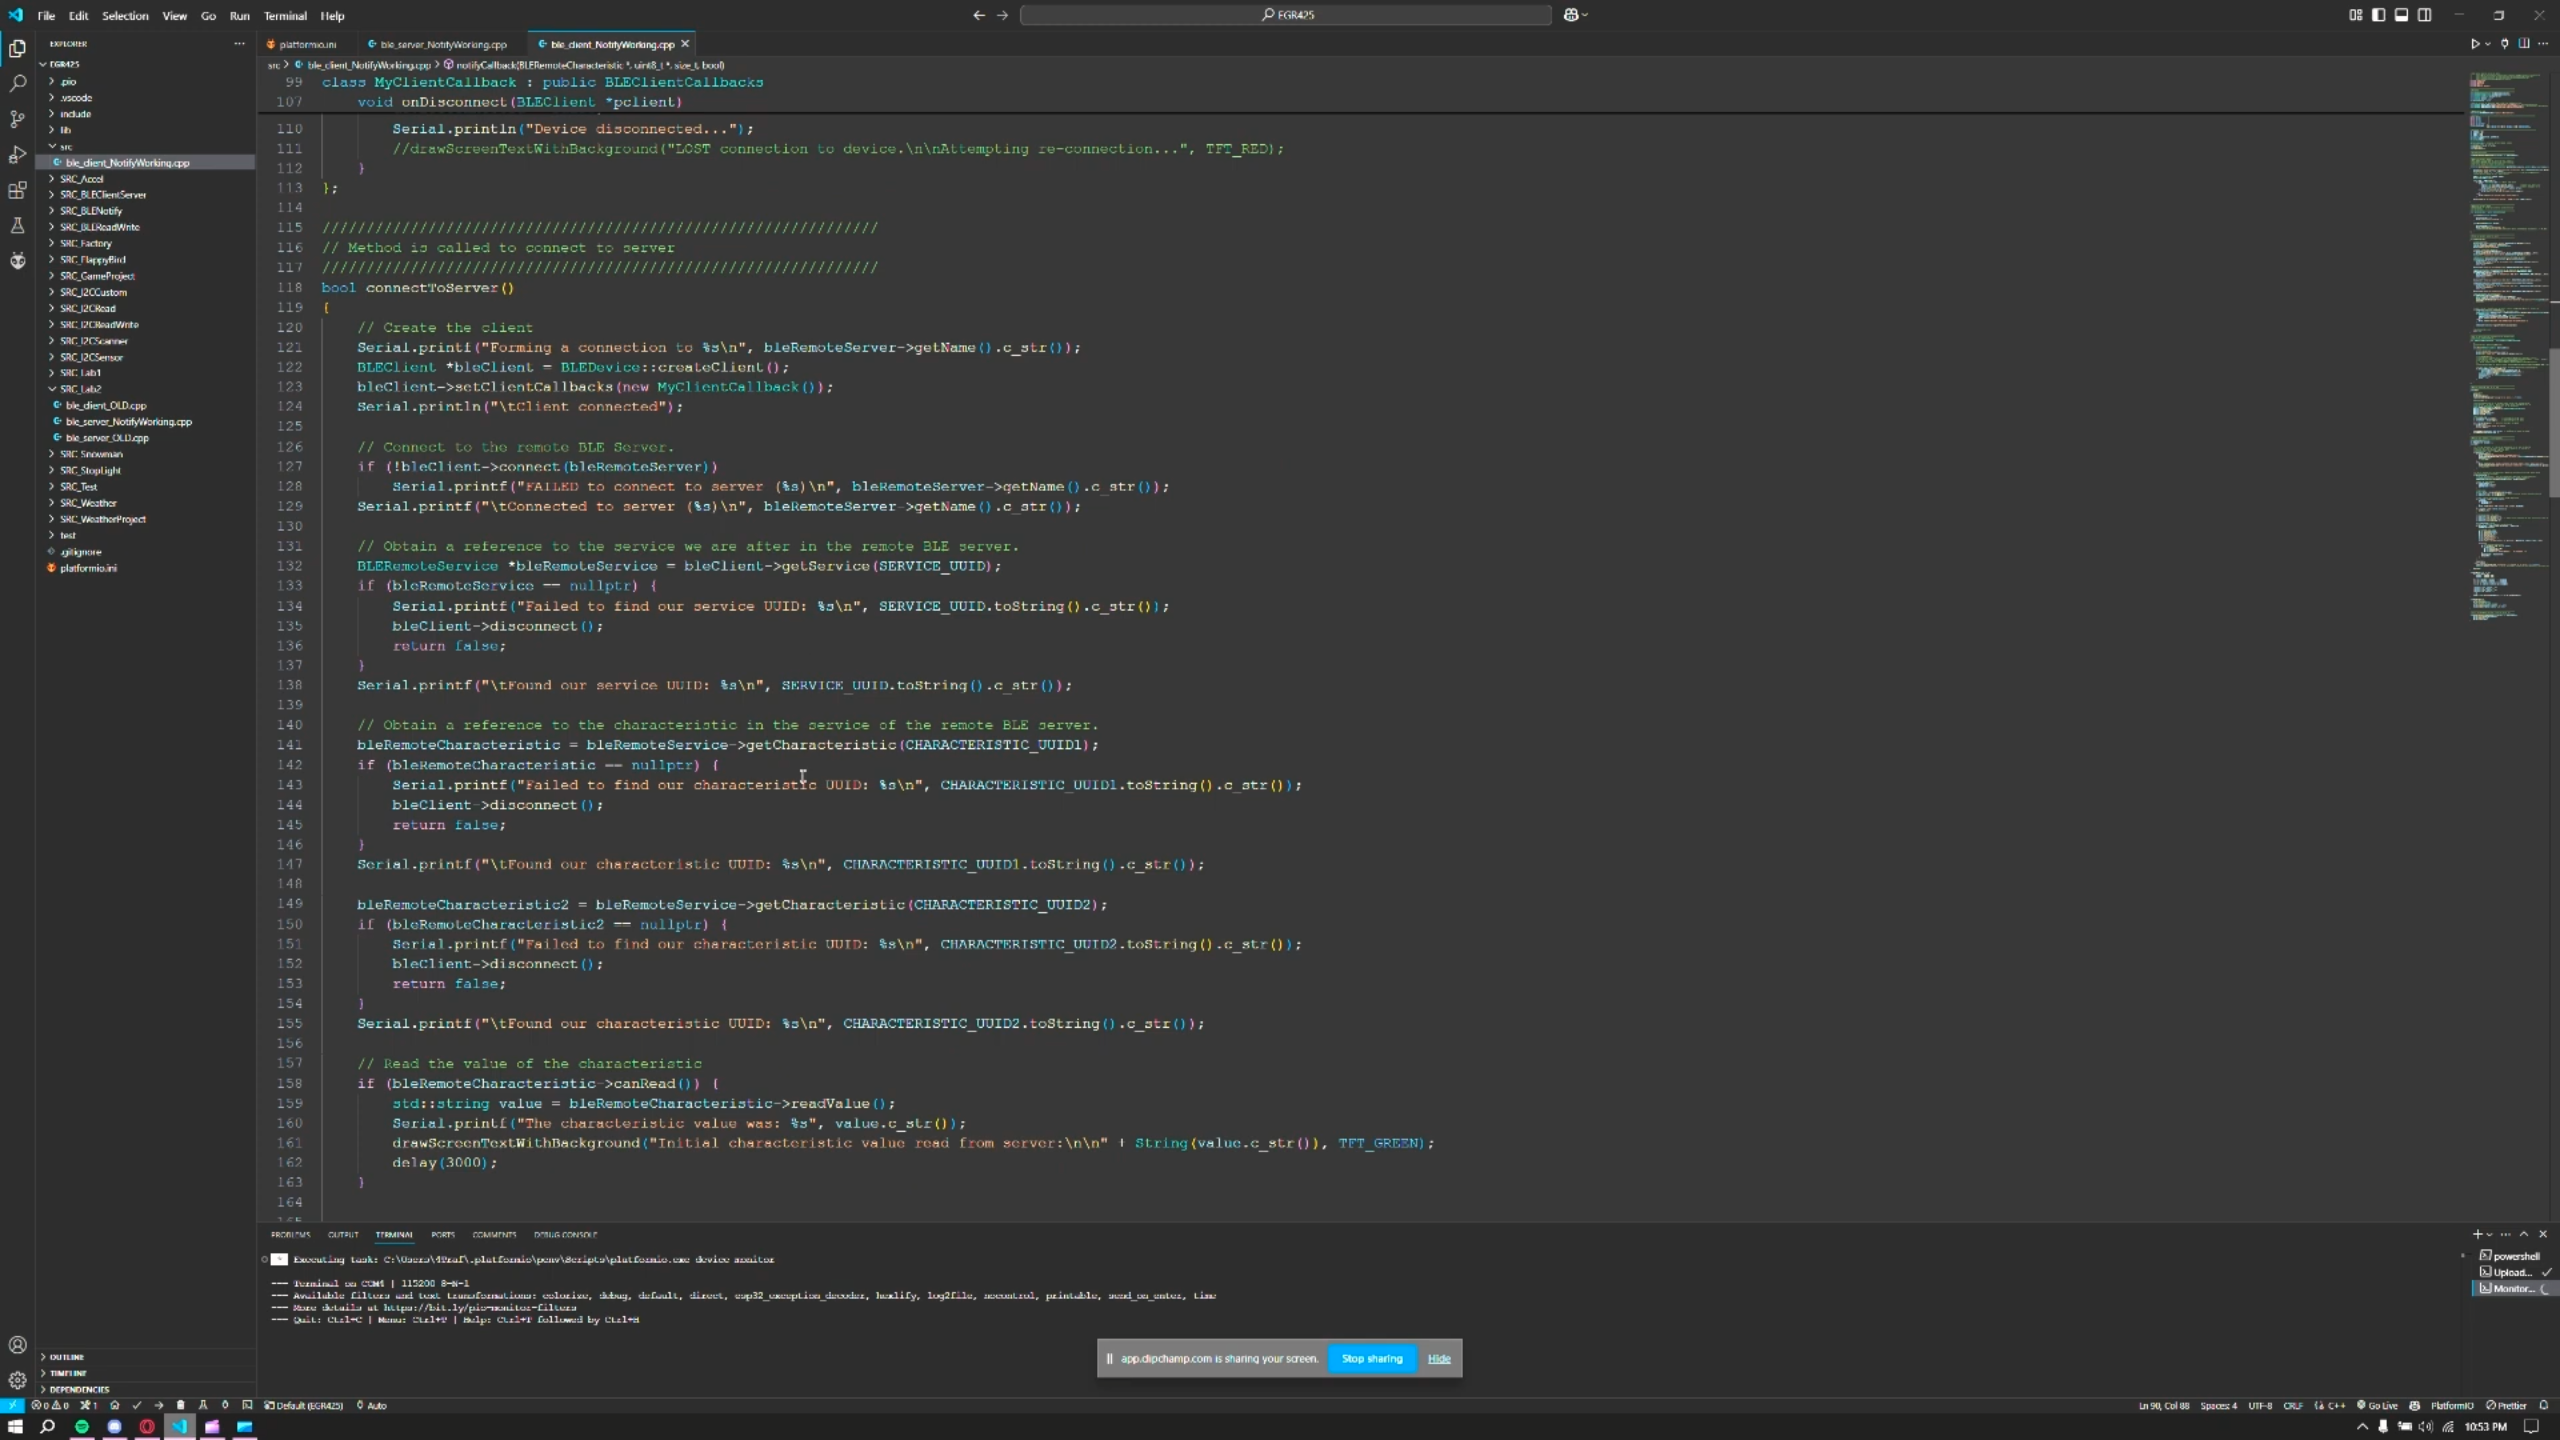 File Edit Selection View Go Run Terminal Help
EGR425
EXPLORER
platformio.ini
ble_server_NotifyWorking.cpp
ble_client_NotifyWorking.cpp
EGR425
.pio
.vscode
include
lib
src
ble_client_NotifyWorking.cpp
SRC_Accel
SRC_BLEClientServer
SRC_BLENotify
SRC_BLEReadWrite
SRC_Factory
SRC_FlappyBird
SRC_GameProject
SRC_I2CCustom
SRC_I2CRead
SRC_I2CReadWrite
SRC_I2CScanner
SRC_I2CSensor
SRC_Lab1
SRC_Lab2
ble_client_OLD.cpp
ble_server_NotifyWorking.cpp
ble_server_OLD.cpp
SRC_Snowman
SRC_StopLight
SRC_Test
SRC_Weather
SRC_WeatherProject
test
.gitignore
platformio.ini
OUTLINE
TIMELINE
DEPENDENCIES
src > ble_client_NotifyWorking.cpp > notifyCallback(BLERemoteCharacteristic *, uint8_t *, size_t, bool)
99 class MyClientCallback : public BLEClientCallbacks
107 void onDisconnect(BLEClient *pclient)
110 Serial.println("Device disconnected...");
111 //drawScreenTextWithBackground("LOST connection to device.\n\nAttempting re-connection...", TFT_RED);
112 }
113 };
114
115 ///////////////////////////////////////////////////////////////
116 // Method is called to connect to server
117 ///////////////////////////////////////////////////////////////
118 bool connectToServer()
119 {
120 // Create the client
121 Serial.printf("Forming a connection to %s\n", bleRemoteServer->getName().c_str());
122 BLEClient *bleClient = BLEDevice::createClient();
123 bleClient->setClientCallbacks(new MyClientCallback());
124 Serial.println("\tClient connected");
125
126 // Connect to the remote BLE Server.
127 if (!bleClient->connect(bleRemoteServer))
128 Serial.printf("FAILED to connect to server (%s)\n", bleRemoteServer->getName().c_str());
129 Serial.printf("\tConnected to server (%s)\n", bleRemoteServer->getName().c_str());
130
131 // Obtain a reference to the service we are after in the remote BLE server.
132 BLERemoteService *bleRemoteService = bleClient->getService(SERVICE_UUID);
133 if (bleRemoteService == nullptr) {
134 Serial.printf("Failed to find our service UUID: %s\n", SERVICE_UUID.toString().c_str());
135 bleClient->disconnect();
136 return false;
137 }
138 Serial.printf("\tFound our service UUID: %s\n", SERVICE_UUID.toString().c_str());
139
140 // Obtain a reference to the characteristic in the service of the remote BLE server.
141 bleRemoteCharacteristic = bleRemoteService->getCharacteristic(CHARACTERISTIC_UUID1);
142 if (bleRemoteCharacteristic == nullptr) {
143 Serial.printf("Failed to find our characteristic UUID: %s\n", CHARACTERISTIC_UUID1.toString().c_str());
144 bleClient->disconnect();
145 return false;
146 }
147 Serial.printf("\tFound our characteristic UUID: %s\n", CHARACTERISTIC_UUID1.toString().c_str());
148
149 bleRemoteCharacteristic2 = bleRemoteService->getCharacteristic(CHARACTERISTIC_UUID2);
150 if (bleRemoteCharacteristic2 == nullptr) {
151 Serial.printf("Failed to find our characteristic UUID: %s\n", CHARACTERISTIC_UUID2.toString().c_str());
152 bleClient->disconnect();
153 return false;
154 }
155 Serial.printf("\tFound our characteristic UUID: %s\n", CHARACTERISTIC_UUID2.toString().c_str());
156
157 // Read the value of the characteristic
158 if (bleRemoteCharacteristic->canRead()) {
159 std::string value = bleRemoteCharacteristic->readValue();
160 Serial.printf("The characteristic value was: %s", value.c_str());
161 drawScreenTextWithBackground("Initial characteristic value read from server:\n\n" + String(value.c_str()), TFT_GREEN);
162 delay(3000);
163 }
164
165
PROBLEMS OUTPUT TERMINAL PORTS COMMENTS DEBUG CONSOLE
Executing task: C:\Users\4Praf\.platformio\penv\Scripts\platformio.exe device monitor
--- Terminal on COM4 | 115200 8-N-1
--- Available filters and text transformations: colorize, debug, default, direct, esp32_exception_decoder, hexlify, log2file, nocontrol, printable, send_on_enter, time
--- More details at https://bit.ly/pio-monitor-filters
--- Quit: Ctrl+C | Menu: Ctrl+T | Help: Ctrl+T followed by Ctrl+H
powershell
Upload...
Monitor...
app.clipchamp.com is sharing your screen. Stop sharing Hide
0 0 1 Default (EGR425) Auto
Ln 90, Col 88 Spaces: 4 UTF-8 CRLF C++ Go Live PlatformIO Prettier
10:53 PM